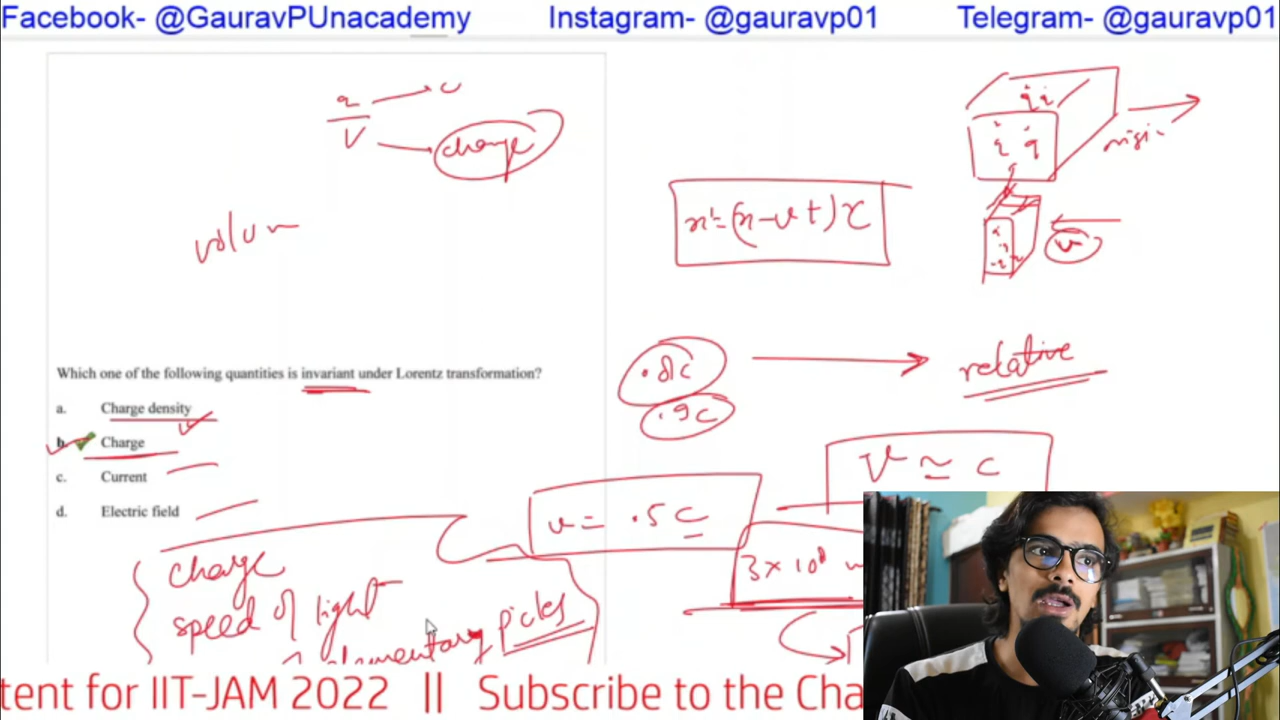 Facebook- @GauravPUnacademy Instagram- @gauravp01 Telegram- @gauravp01
q/V
c
change
volum
x'=(x-vt)γ
q q
q q
v
Which one of the following quantities is invariant under Lorentz transformation?
a. Charge density
b. Charge
c. Current
d. Electric field
.8c
.9c
relative
V ≃ c
v = .5c
3×10⁸ m
charge
speed of light
elementary
tent for IIT-JAM 2022 || Subscribe to the Cha